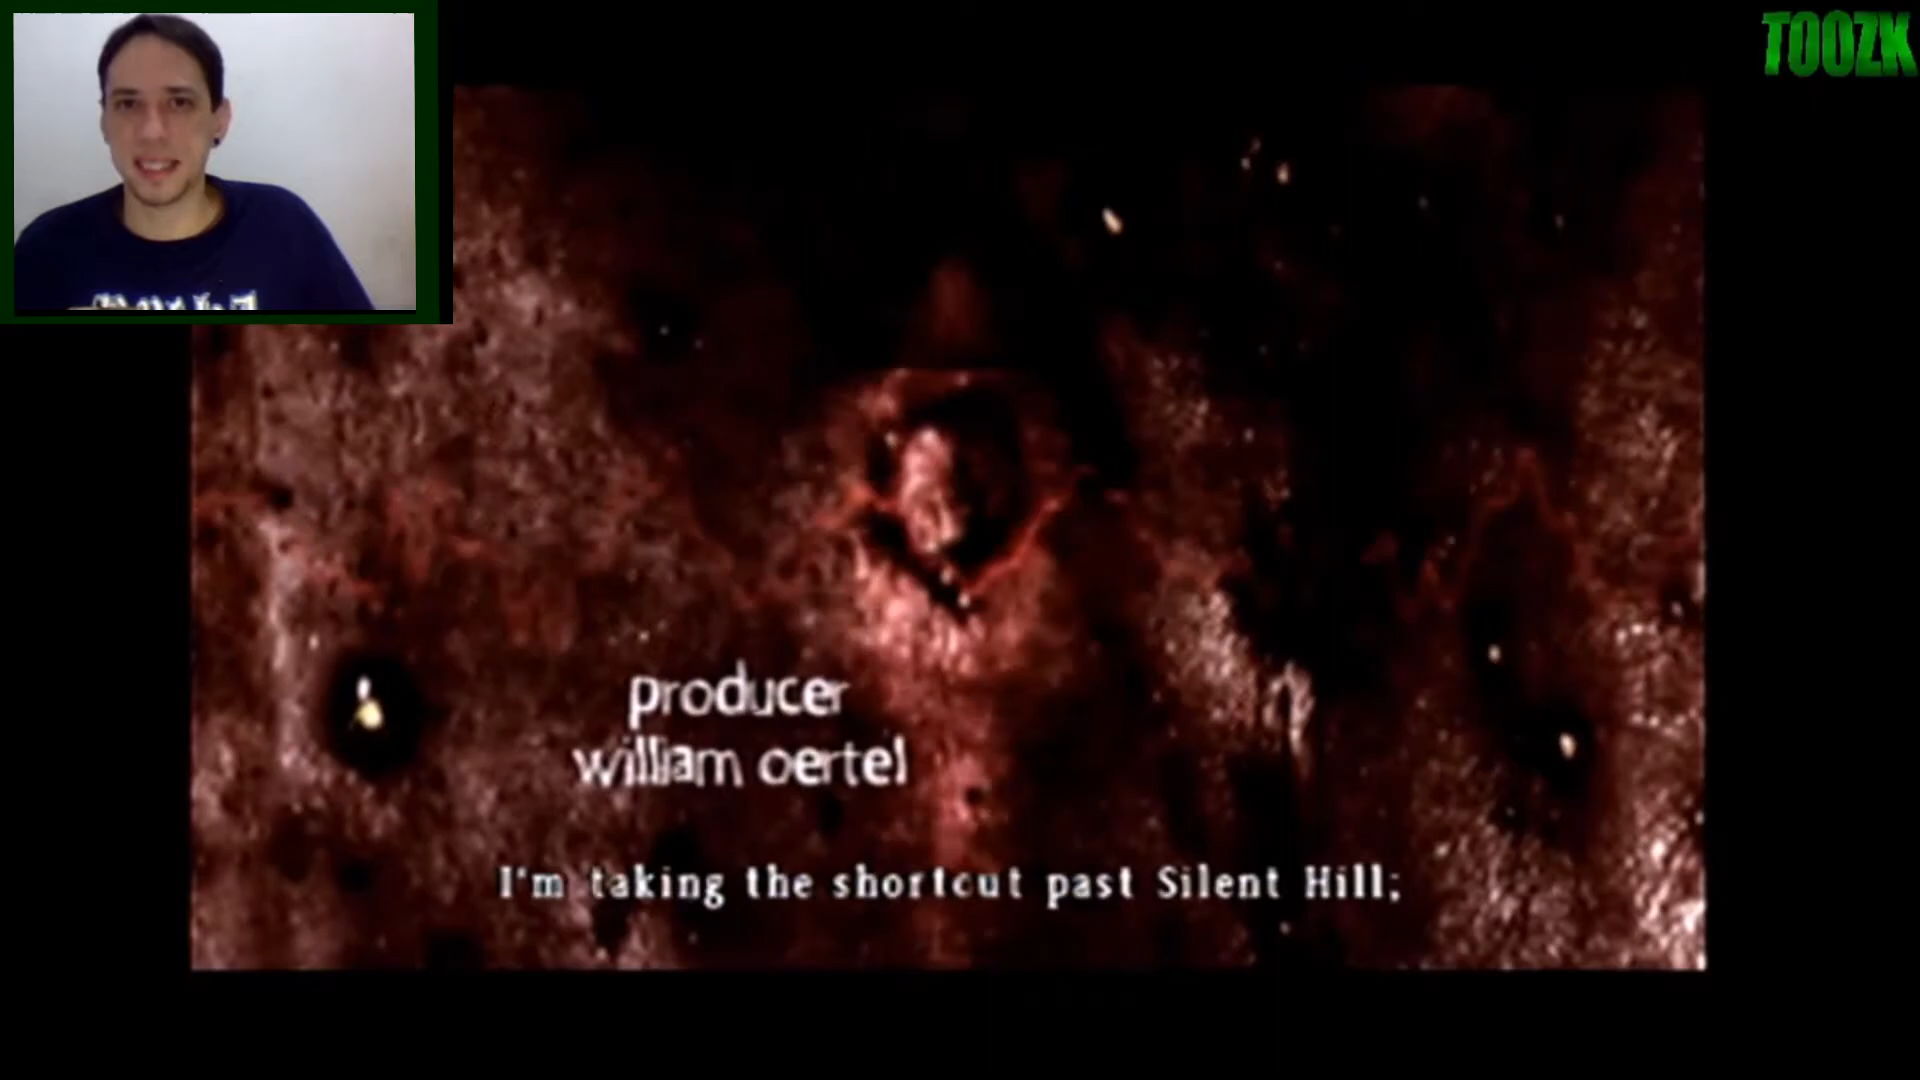 TOOZK
producer
william oertel
I'm taking the shortcut past Silent Hill;